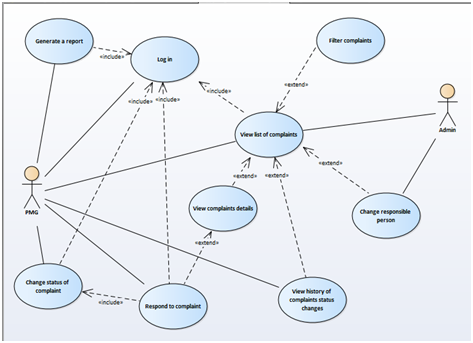 Generate a report
«include»
Log in
Filter complaints
«include»
«include»
«include»
«extend»
View list of complaints
Admin
«extend»
«extend»
«extend»
PMG
View complaints details
Change responsible
person
«extend»
Change status of
complaint
«include»
Respond to complaint
View history of
complaints status
changes